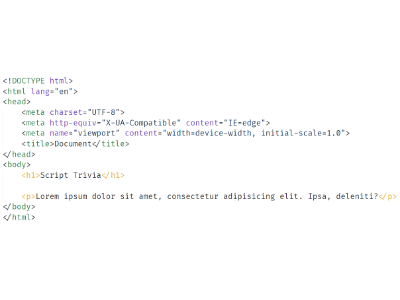 <!DOCTYPE html>
<html lang="en">
<head>
    <meta charset="UTF-8">
    <meta http-equiv="X-UA-Compatible" content="IE=edge">
    <meta name="viewport" content="width=device-width, initial-scale=1.0">
    <title>Document</title>
</head>
<body>
    <h1>Script Trivia</h1>

    <p>Lorem ipsum dolor sit amet, consectetur adipisicing elit. Ipsa, deleniti?</p>
</body>
</html>